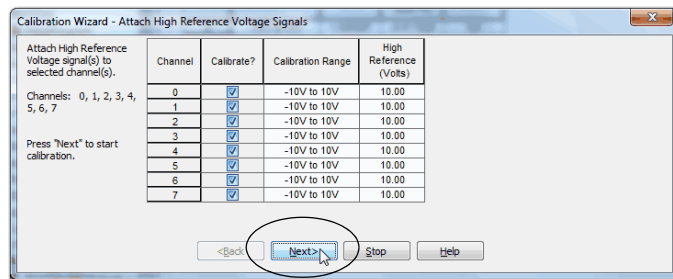 Calibration Wizard - Attach High Reference Voltage Signals
Attach High Reference
Voltage signal(s) to
selected channel(s).
Channels: 0, 1, 2, 3, 4,
5, 6, 7
Press "Next" to start
calibration.
Channel Calibrate? Calibration Range High Reference (Volts)
0 -10V to 10V 10.00
1 -10V to 10V 10.00
2 -10V to 10V 10.00
3 -10V to 10V 10.00
4 -10V to 10V 10.00
5 -10V to 10V 10.00
6 -10V to 10V 10.00
7 -10V to 10V 10.00
<Back Next> Stop Help